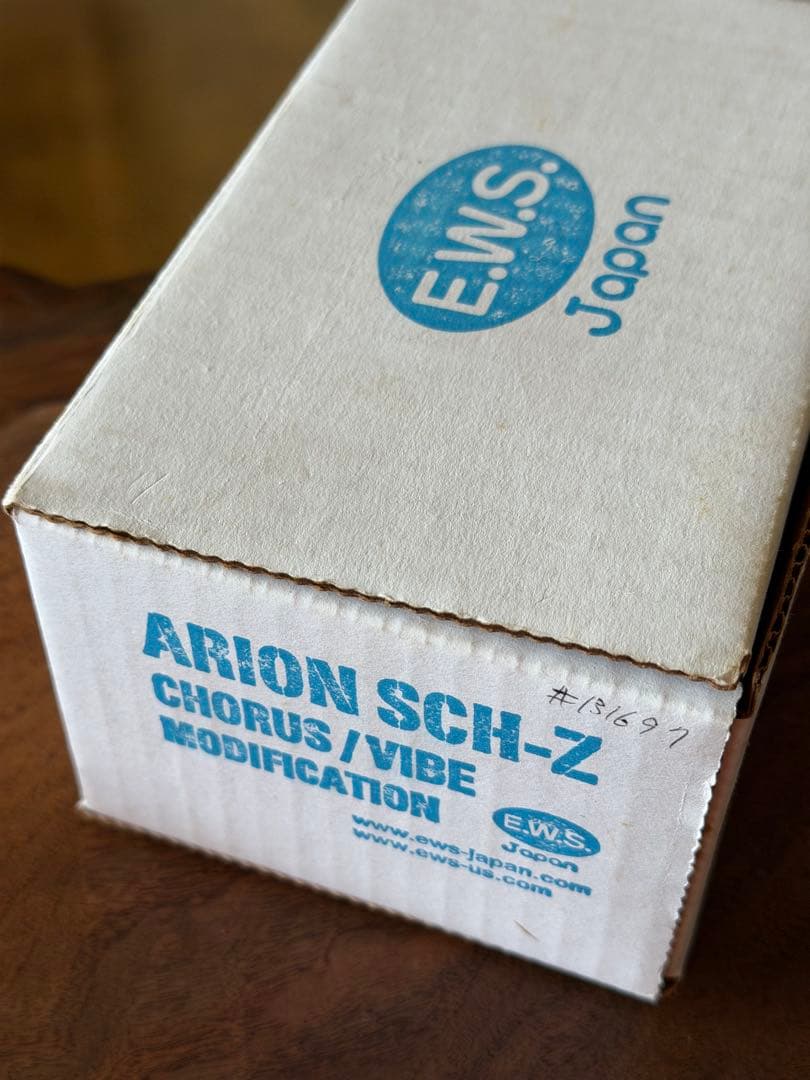 E.W.S.
Japan
ARION SCH-Z
#131697
CHORUS / VIBE
MODIFICATION
E.W.S.
Japan
www.ews-japan.com
www.ews-us.com